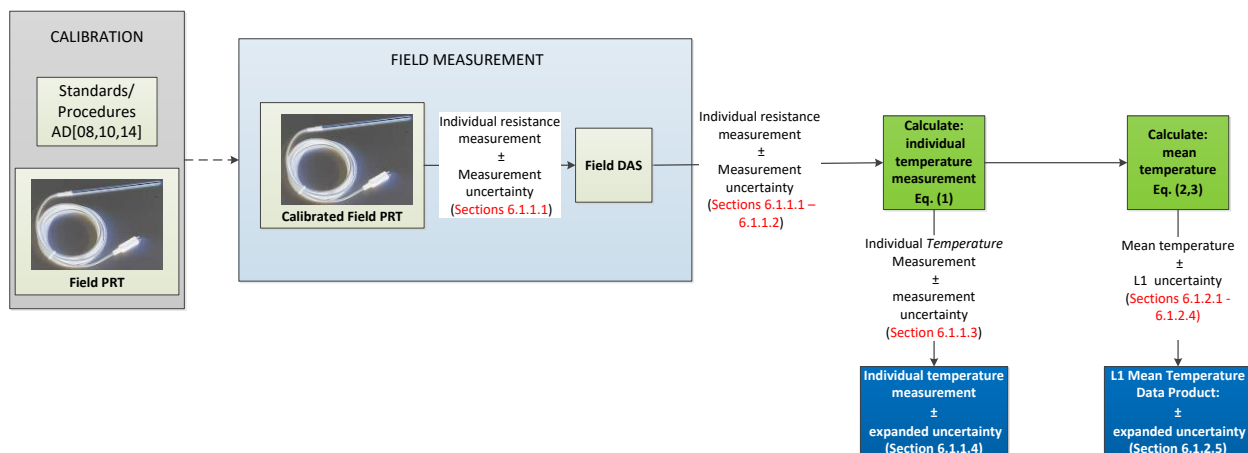 CALIBRATION
Standards/
Procedures
AD[08,10,14]
Field PRT
FIELD MEASUREMENT
Calibrated Field PRT
Individual resistance
measurement
±
Measurement
uncertainty
(Sections 6.1.1.1)
Field DAS
Individual resistance
measurement
±
Measurement
uncertainty
(Sections 6.1.1.1 –
6.1.1.2)
Calculate:
individual
temperature
measurement
Eq. (1)
Individual Temperature
Measurement
±
measurement
uncertainty
(Section 6.1.1.3)
Individual temperature
measurement
±
expanded uncertainty
(Section 6.1.1.4)
Calculate:
mean
temperature
Eq. (2,3)
Mean temperature
±
L1 uncertainty
(Sections 6.1.2.1 -
6.1.2.4)
L1 Mean Temperature
Data Product:
±
expanded uncertainty
(Section 6.1.2.5)